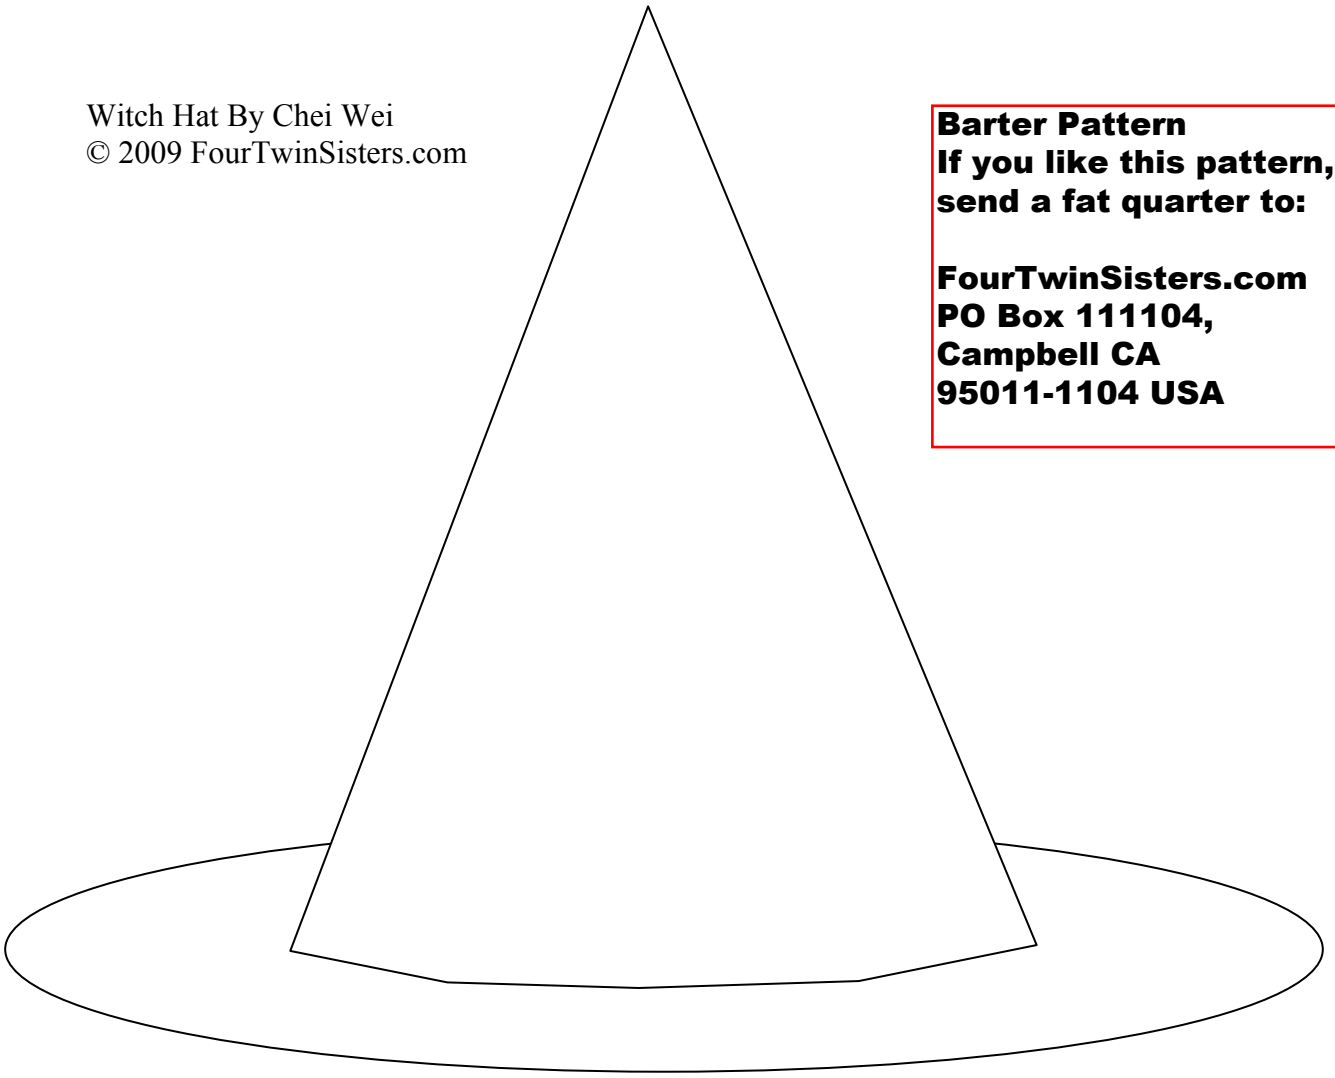 Witch Hat By Chei Wei
© 2009 FourTwinSisters.com
Barter Pattern
If you like this pattern,
send a fat quarter to:
FourTwinSisters.com
PO Box 111104,
Campbell CA
95011-1104 USA